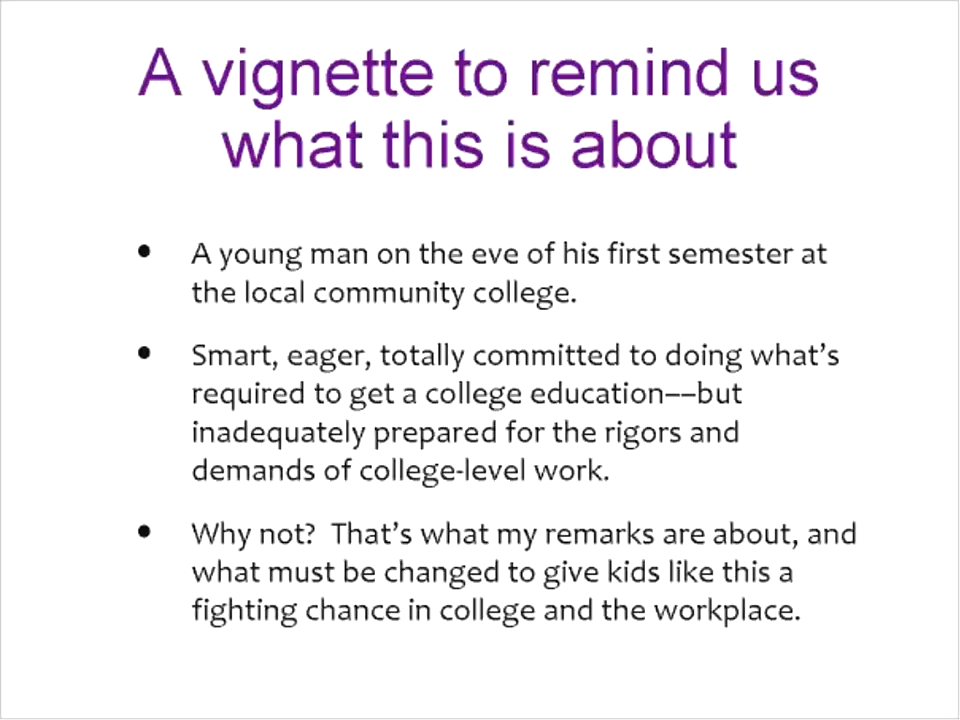 A vignette to remind us
what this is about
• A young man on the eve of his first semester at
the local community college.
• Smart, eager, totally committed to doing what’s
required to get a college education––but
inadequately prepared for the rigors and
demands of college-level work.
• Why not?  That’s what my remarks are about, and
what must be changed to give kids like this a
fighting chance in college and the workplace.